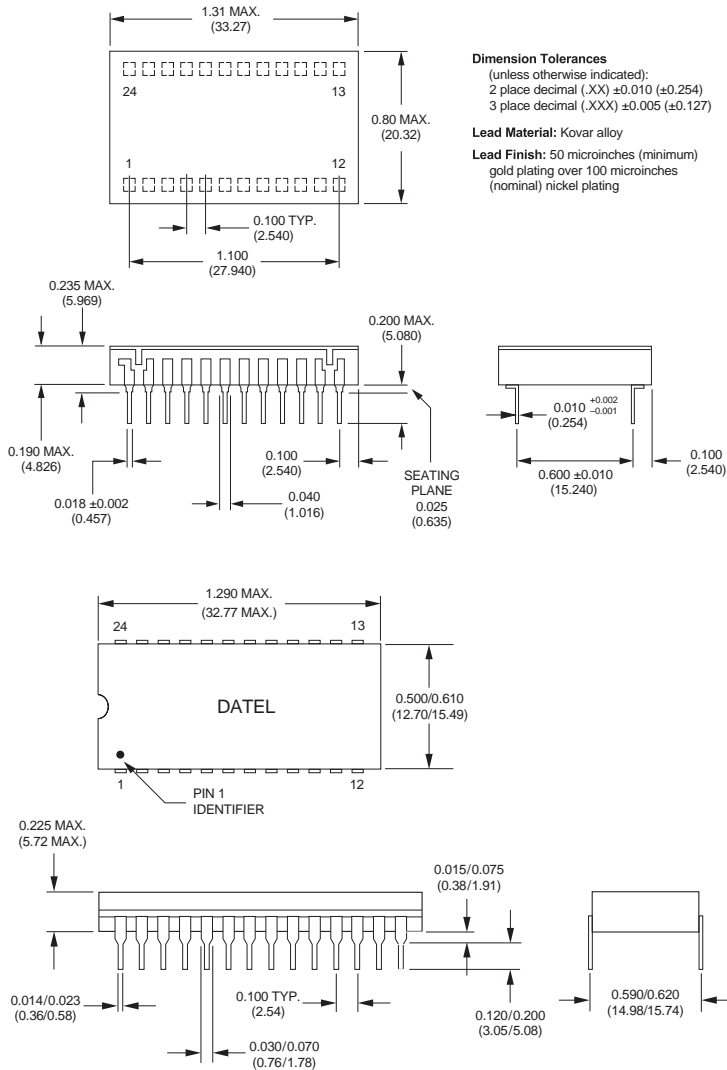 1.31 MAX.
(33.27)
24
13
1
12
0.80 MAX.
(20.32)
0.100 TYP.
(2.540)
1.100
(27.940)
Dimension Tolerances
(unless otherwise indicated):
2 place decimal (.XX) ±0.010 (±0.254)
3 place decimal (.XXX) ±0.005 (±0.127)
Lead Material: Kovar alloy
Lead Finish: 50 microinches (minimum)
gold plating over 100 microinches
(nominal) nickel plating
0.235 MAX.
(5.969)
0.200 MAX.
(5.080)
0.190 MAX.
(4.826)
0.018 ±0.002
(0.457)
0.100
(2.540)
0.040
(1.016)
SEATING
PLANE
0.025
(0.635)
0.010 +0.002
–0.001
(0.254)
0.600 ±0.010
(15.240)
0.100
(2.540)
1.290 MAX.
(32.77 MAX.)
24
13
DATEL
0.500/0.610
(12.70/15.49)
1
12
PIN 1
IDENTIFIER
0.225 MAX.
(5.72 MAX.)
0.015/0.075
(0.38/1.91)
0.014/0.023
(0.36/0.58)
0.100 TYP.
(2.54)
0.030/0.070
(0.76/1.78)
0.120/0.200
(3.05/5.08)
0.590/0.620
(14.98/15.74)